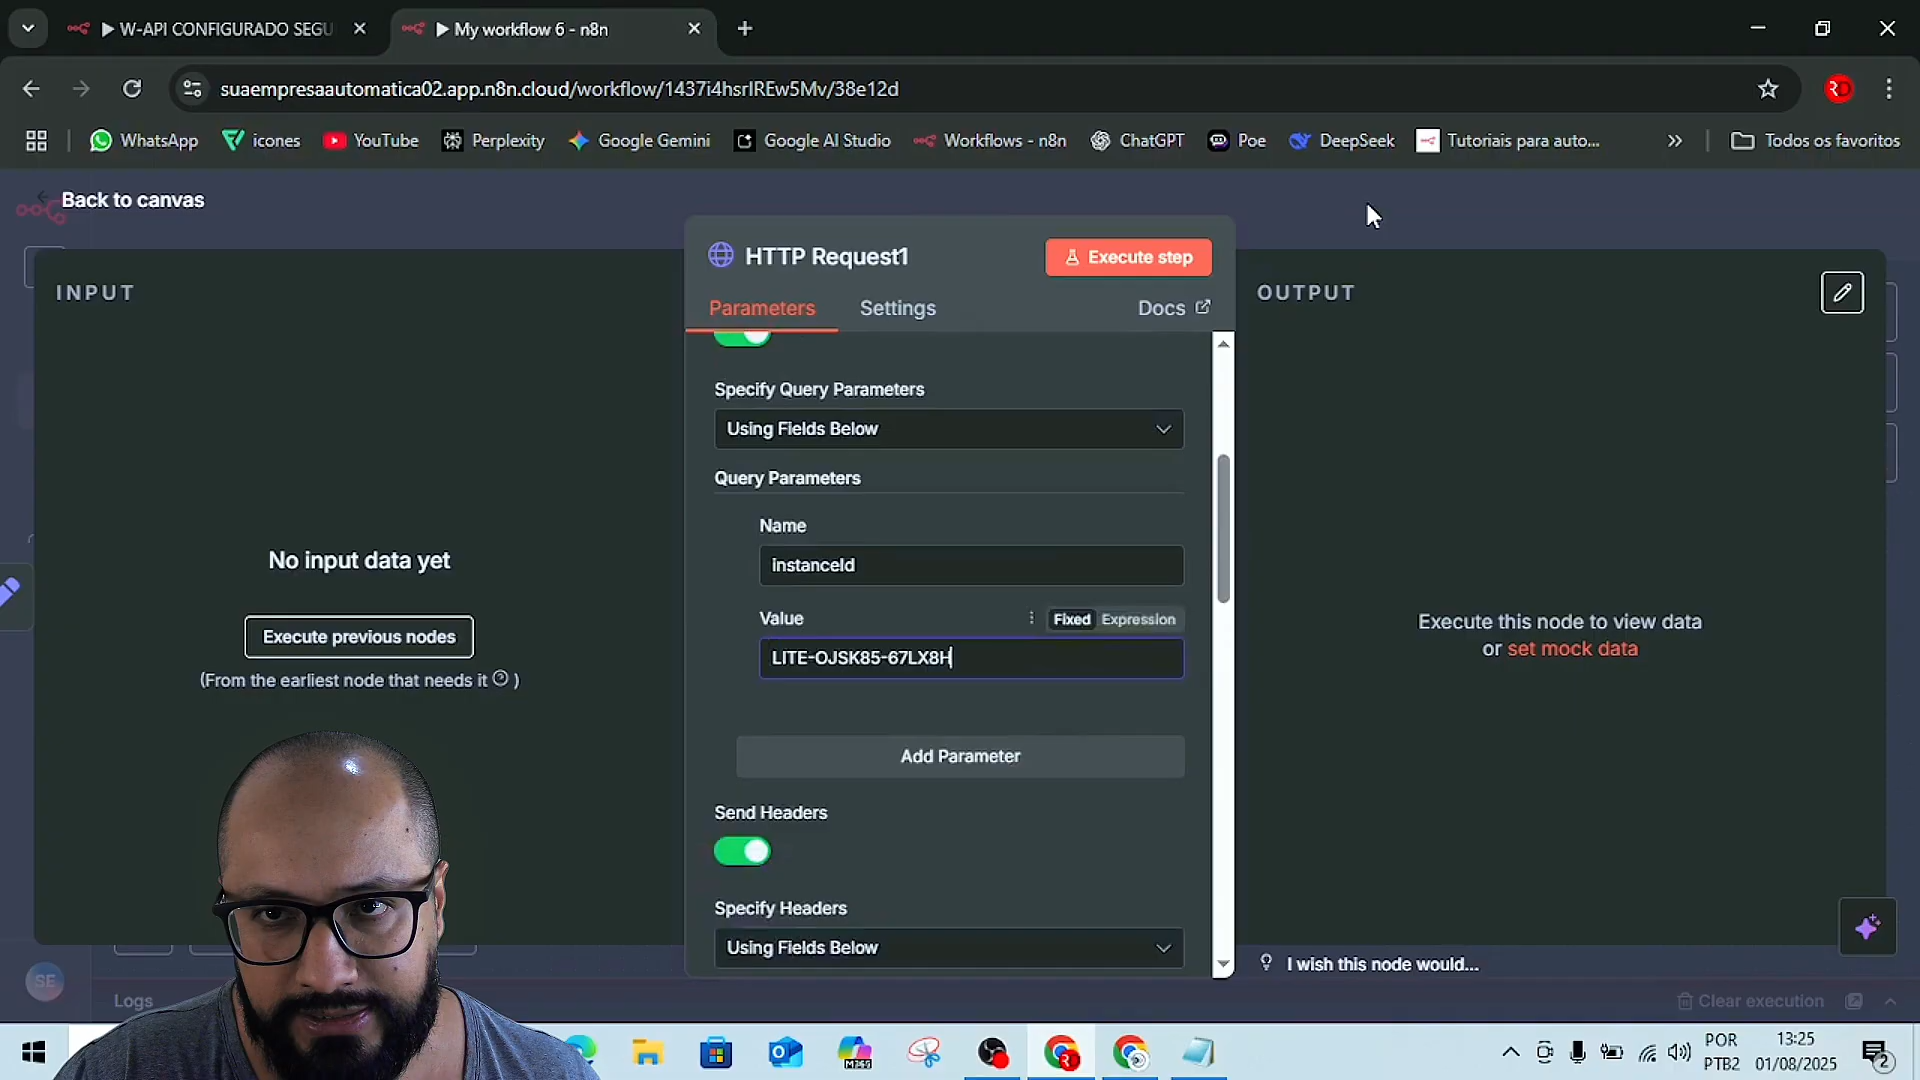 W-API CONFIGURADO SEGU
My workflow 6 - n8n
suaempresaautomatica02.app.n8n.cloud/workflow/1437i4hsrIREw5Mv/38e12d
WhatsApp
icones
YouTube
Perplexity
Google Gemini
Google AI Studio
Workflows - n8n
ChatGPT
Poe
DeepSeek
Tutoriais para auto...
Todos os favoritos
Back to canvas
INPUT
HTTP Request1
Execute step
OUTPUT
Parameters
Settings
Docs
Specify Query Parameters
Using Fields Below
Query Parameters
Name
instanceId
No input data yet
Execute previous nodes
(From the earliest node that needs it ? )
Value
Fixed Expression
LITE-OJSK85-67LX8H
Execute this node to view data
or set mock data
Add Parameter
Send Headers
Specify Headers
Using Fields Below
I wish this node would...
SE
Logs
Clear execution
M365
POR
PTB2
13:25
01/08/2025
2